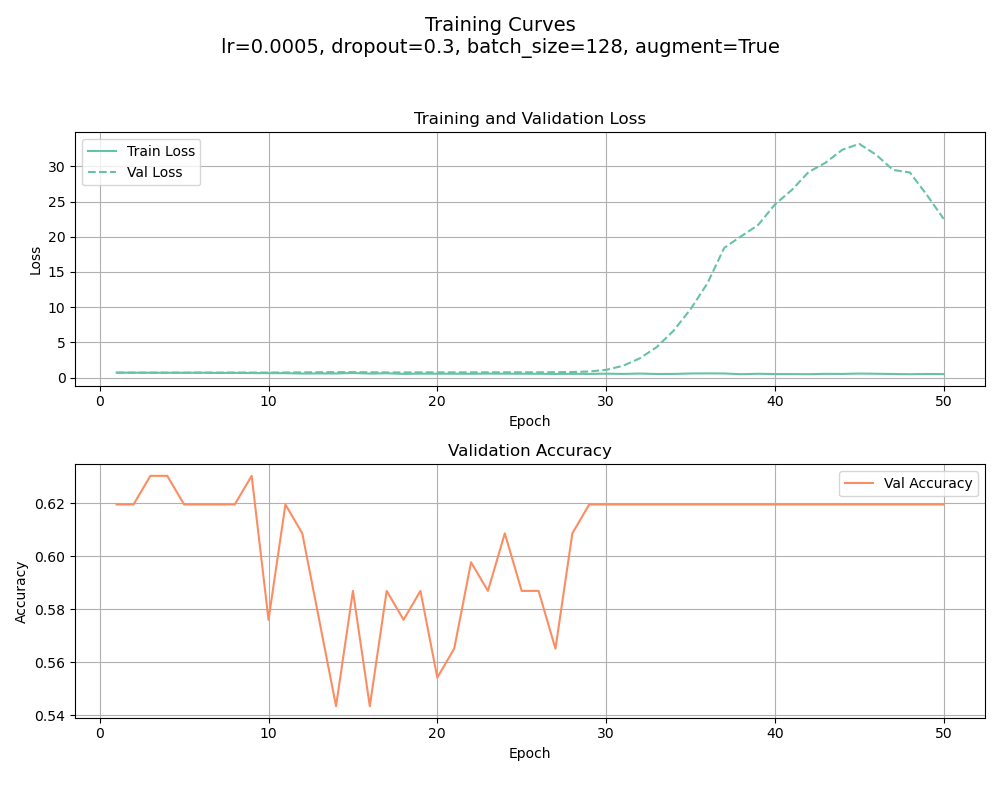 Training Curves
lr=0.0005, dropout=0.3, batch_size=128, augment=True
Training and Validation Loss
Train Loss
Val Loss
30
25
20
15
10
5
0
Loss
0 10 20 30 40 50
Epoch
Validation Accuracy
Val Accuracy
0.62
0.60
0.58
0.56
0.54
Accuracy
0 10 20 30 40 50
Epoch